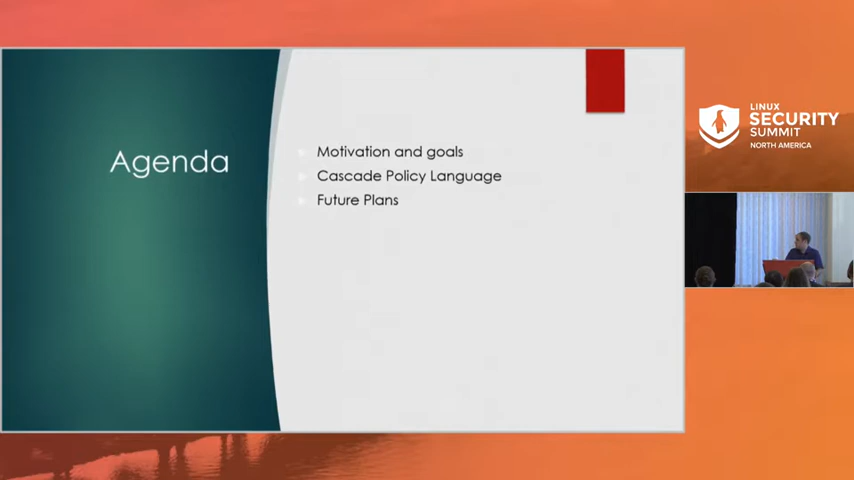 Agenda
Motivation and goals
Cascade Policy Language
Future Plans
LINUX
SECURITY
SUMMIT
NORTH AMERICA